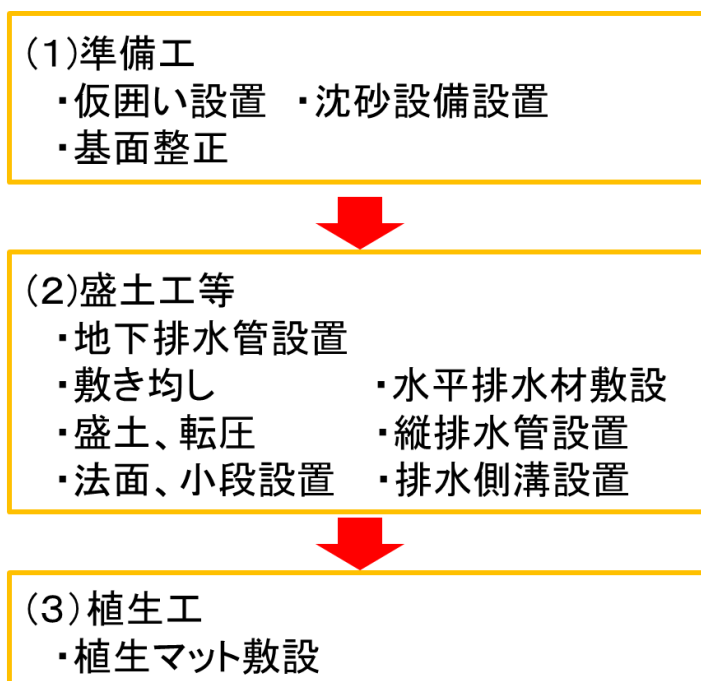 (1)準備工
・仮囲い設置 ・沈砂設備設置
・基面整正
(2)盛土工等
・地下排水管設置
・敷き均し ・水平排水材敷設
・盛土、転圧 ・縦排水管設置
・法面、小段設置 ・排水側溝設置
(3)植生工
・植生マット敷設